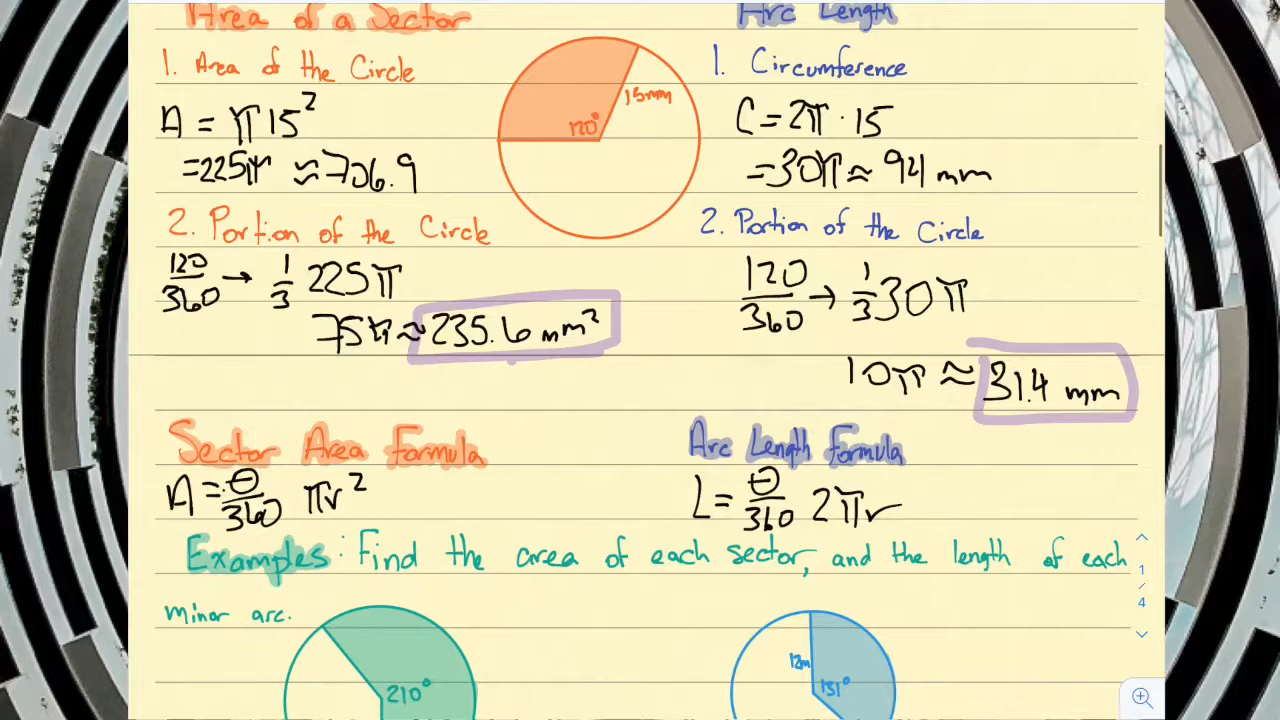 Area of a Sector
1. Area of the Circle
A = π15²
=225π ≈706.9
2. Portion of the Circle
120/360 → 1/3 225π
75π≈235.6 mm²
120°
15mm
Arc Length
1. Circumference
C = 2π · 15
=30π≈ 94 mm
2. Portion of the Circle
120/360 → 1/3 30π
10π ≈ 31.4 mm
Sector Area Formula
A = θ/360 πr²
Arc Length formula
L = θ/360 2πr
Examples: Find the area of each sector, and the length of each
minor arc.
210°
12m
131°
1
/
4